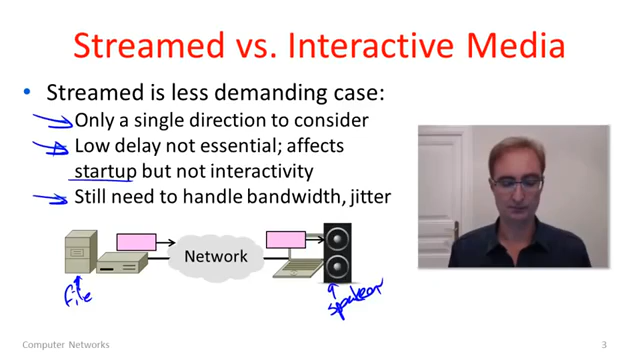 Streamed vs. Interactive Media
• Streamed is less demanding case:
Only a single direction to consider
Low delay not essential; affects
startup but not interactivity
Still need to handle bandwidth, jitter
Network
file
speaker
Computer Networks
3